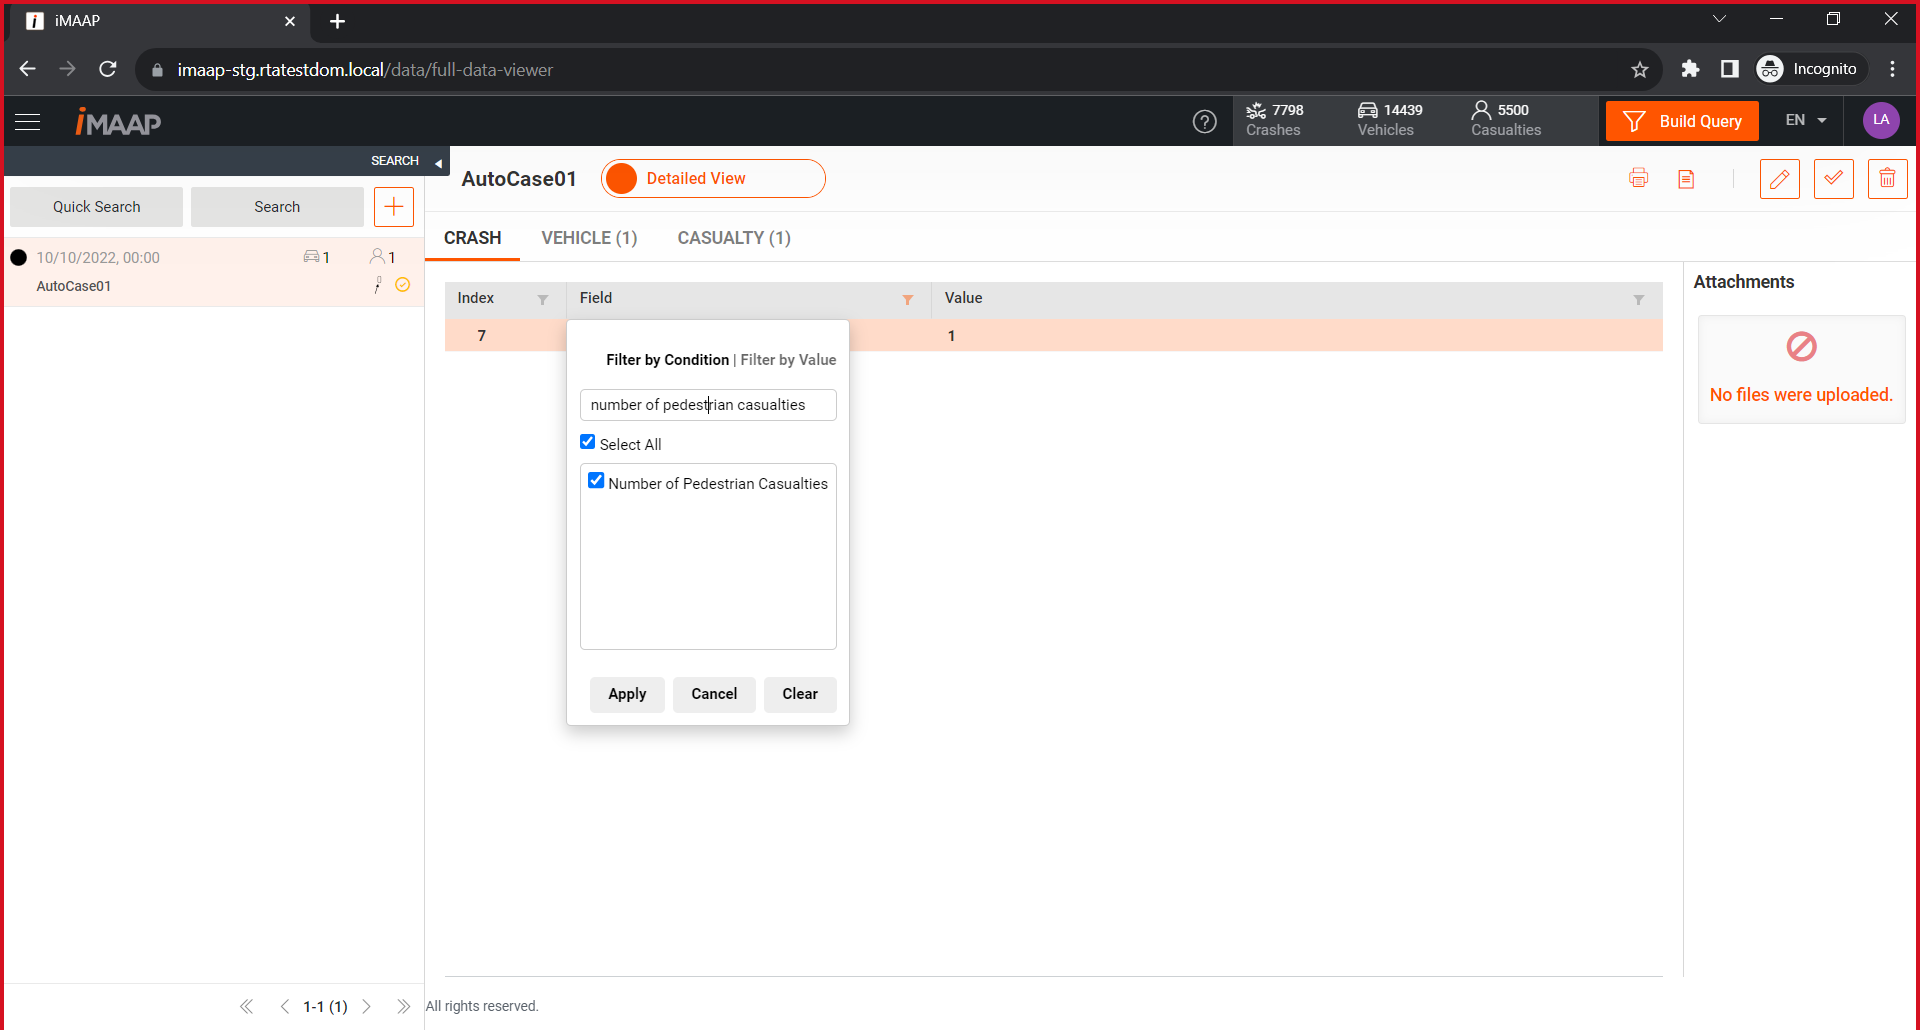 iMAAP
imaap-stg.rtatestdom.local/data/full-data-viewer
Incognito
iMAAP
7798
Crashes
14439
Vehicles
5500
Casualties
Build Query
EN
LA
SEARCH
AutoCase01
Detailed View
Quick Search
Search
CRASH
VEHICLE (1)
CASUALTY (1)
10/10/2022, 00:00
1
1
AutoCase01
Index
Field
Value
7
1
Attachments
No files were uploaded.
Filter by Condition | Filter by Value
number of pedestrian casualties
Select All
Number of Pedestrian Casualties
Apply
Cancel
Clear
1-1 (1)
All rights reserved.